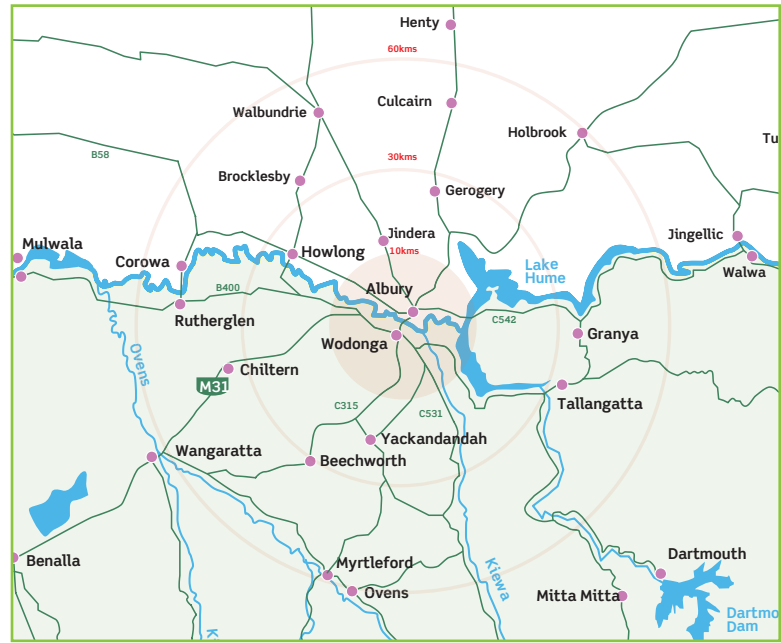 Henty
60kms
Culcairn
Walbundrie
Holbrook
Tu
B58
30kms
Brocklesby
Gerogery
Jindera
Jingellic
Mulwala
10kms
Howlong
Corowa
Walwa
Lake
Hume
B400
Albury
C542
Rutherglen
Granya
Wodonga
Ovens
Chiltern
M31
Tallangatta
C315
C531
Yackandandah
Wangaratta
Beechworth
Dartmouth
Benalla
Myrtleford
Kiewa
Ovens
Mitta Mitta
Dartmo
Dam
K